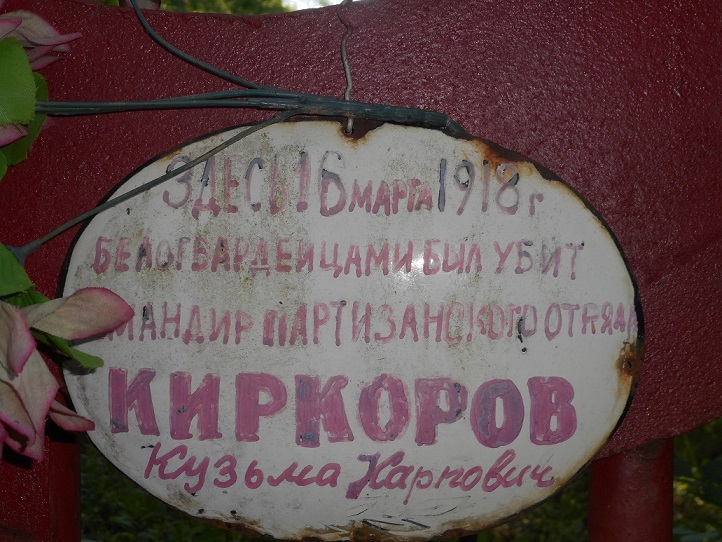 ЗДЕСЬ 16 МАРТА 1918 г
БЕЛОГВАРДЕЙЦАМИ БЫЛ УБИТ
МАНДИР ПАРТИЗАНСКОГО ОТРЯДА
КИРКОРОВ
Кузьма Харпович